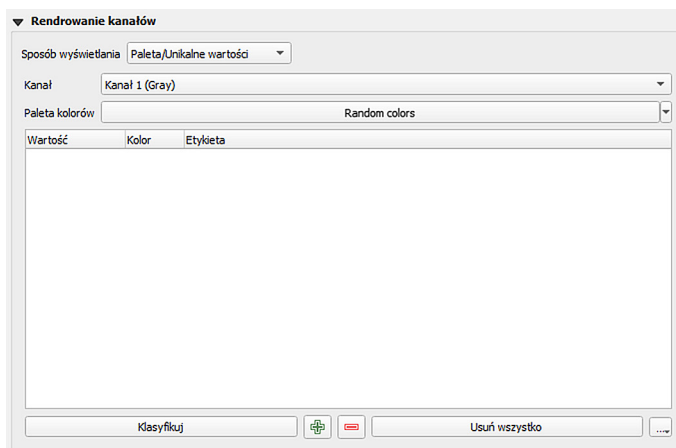 Rendrowanie kanałów
Sposób wyświetlania Paleta/Unikalne wartości
Kanał Kanał 1 (Gray)
Paleta kolorów Random colors
Wartość Kolor Etykieta
Klasyfikuj Usuń wszystko ...